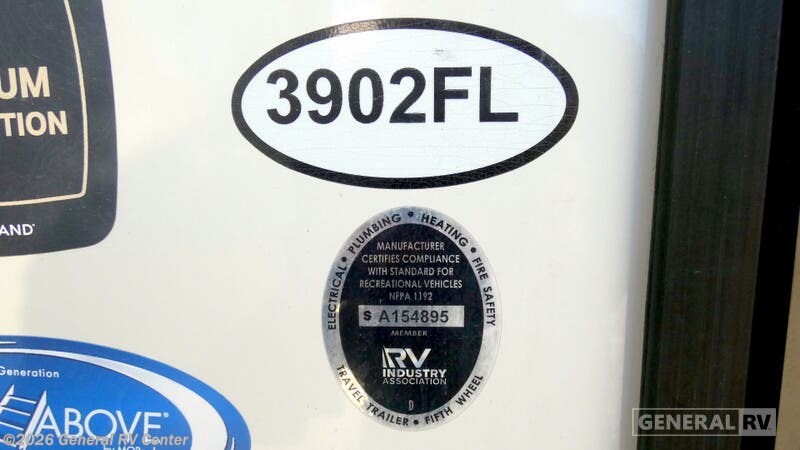 UM
TION
AND
3902FL
ELECTRICAL • PLUMBING • HEATING • FIRE SAFETY
MANUFACTURER
CERTIFIES COMPLIANCE
WITH STANDARD FOR
RECREATIONAL VEHICLES
NFPA 1192
S A154895
MEMBER
RV
INDUSTRY
ASSOCIATION
D
TRAVEL TRAILER • FIFTH WHEEL
Generation
ABOVE
GENERAL RV
©2026 General RV Center